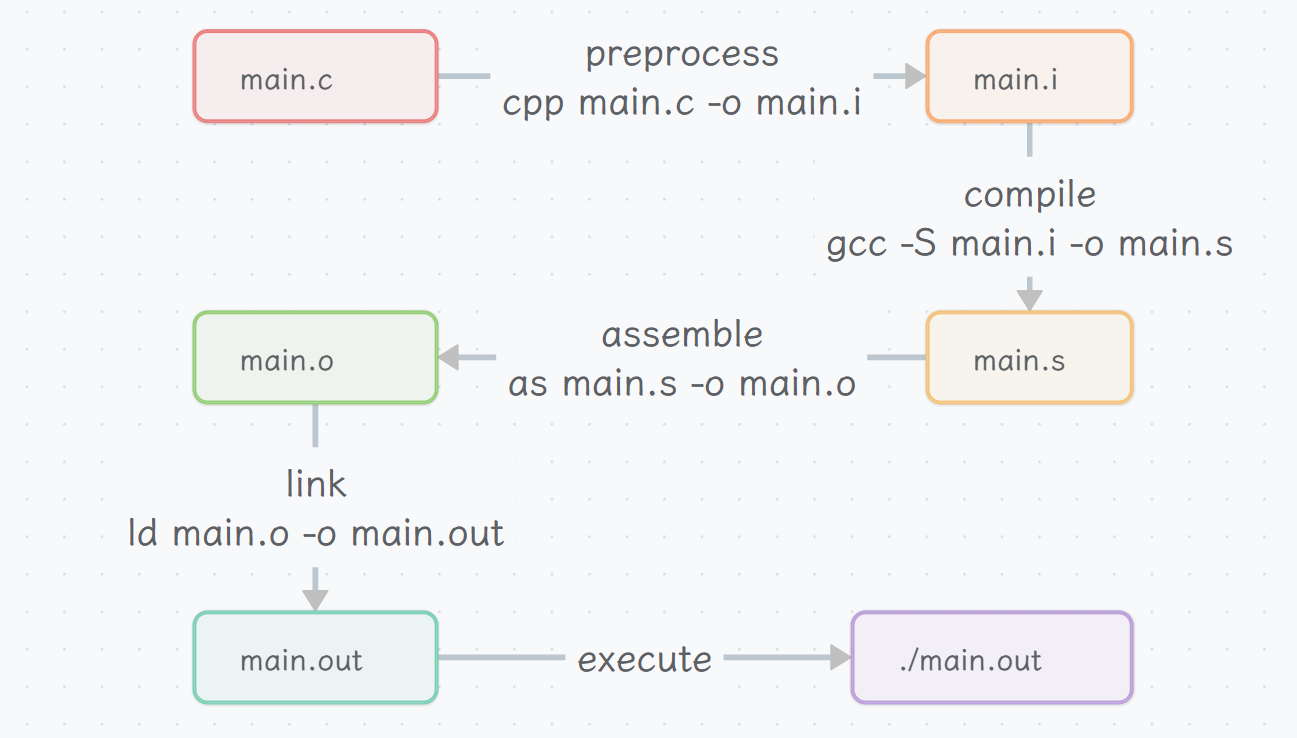 main.c
preprocess
cpp main.c -o main.i
main.i
compile
gcc -S main.i -o main.s
main.s
assemble
as main.s -o main.o
main.o
link
ld main.o -o main.out
main.out
execute
./main.out